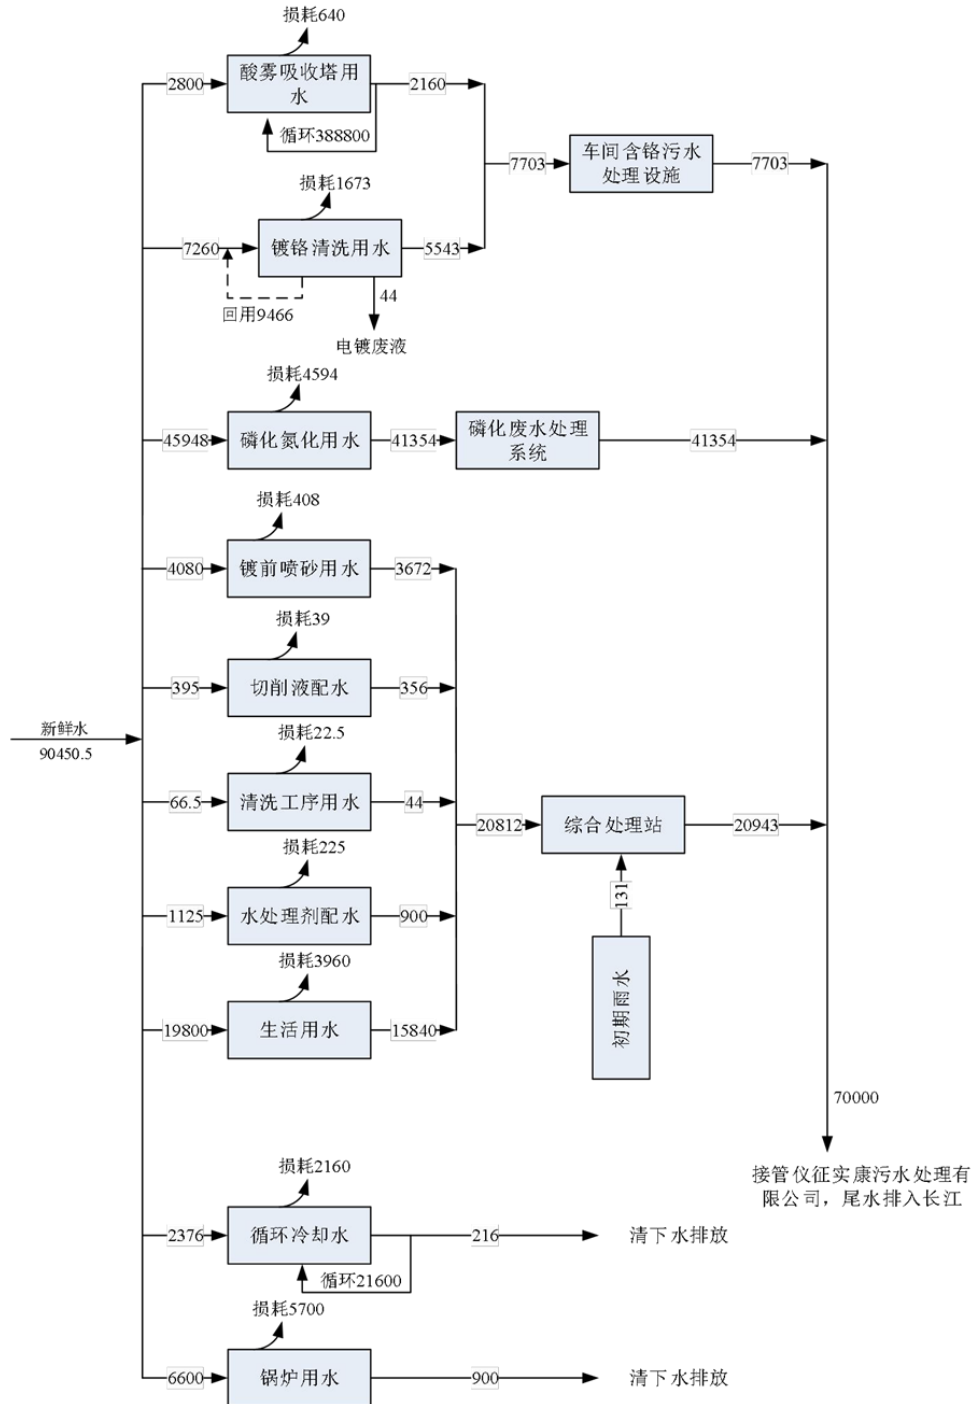 损耗640
2800
酸雾吸收塔用
水
2160
循环388800
7703
车间含铬污水
处理设施
7703
损耗1673
7260
镀铬清洗用水
5543
回用9466
44
电镀废液
损耗4594
45948
磷化氮化用水
41354
磷化废水处理
系统
41354
损耗408
4080
镀前喷砂用水
3672
损耗39
395
切削液配水
356
新鲜水
90450.5
损耗22.5
66.5
清洗工序用水
44
20812
综合处理站
20943
损耗225
1125
水处理剂配水
900
131
初期雨水
损耗3960
19800
生活用水
15840
70000
接管仪征实康污水处理有
限公司，尾水排入长江
损耗2160
2376
循环冷却水
216
清下水排放
循环21600
损耗5700
6600
锅炉用水
900
清下水排放